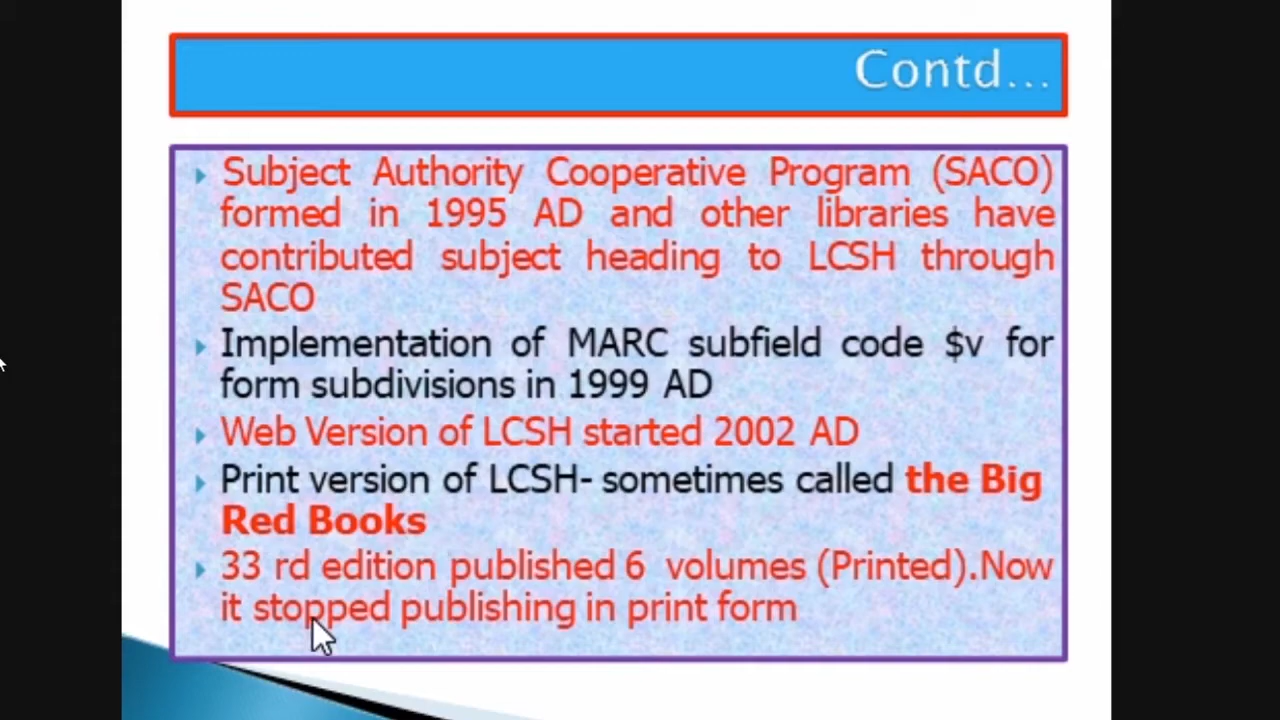 Contd...
Subject Authority Cooperative Program (SACO)
formed in 1995 AD and other libraries have
contributed subject heading to LCSH through
SACO
Implementation of MARC subfield code $v for
form subdivisions in 1999 AD
Web Version of LCSH started 2002 AD
Print version of LCSH- sometimes called the Big
Red Books
33 rd edition published 6 volumes (Printed).Now
it stopped publishing in print form